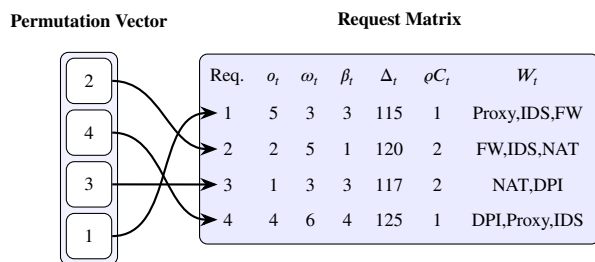 Permutation Vector
Request Matrix
2
4
3
1
Req. o_t ω_t β_t Δ_t ϱC_t W_t
1 5 3 3 115 1 Proxy,IDS,FW
2 2 5 1 120 2 FW,IDS,NAT
3 1 3 3 117 2 NAT,DPI
4 4 6 4 125 1 DPI,Proxy,IDS